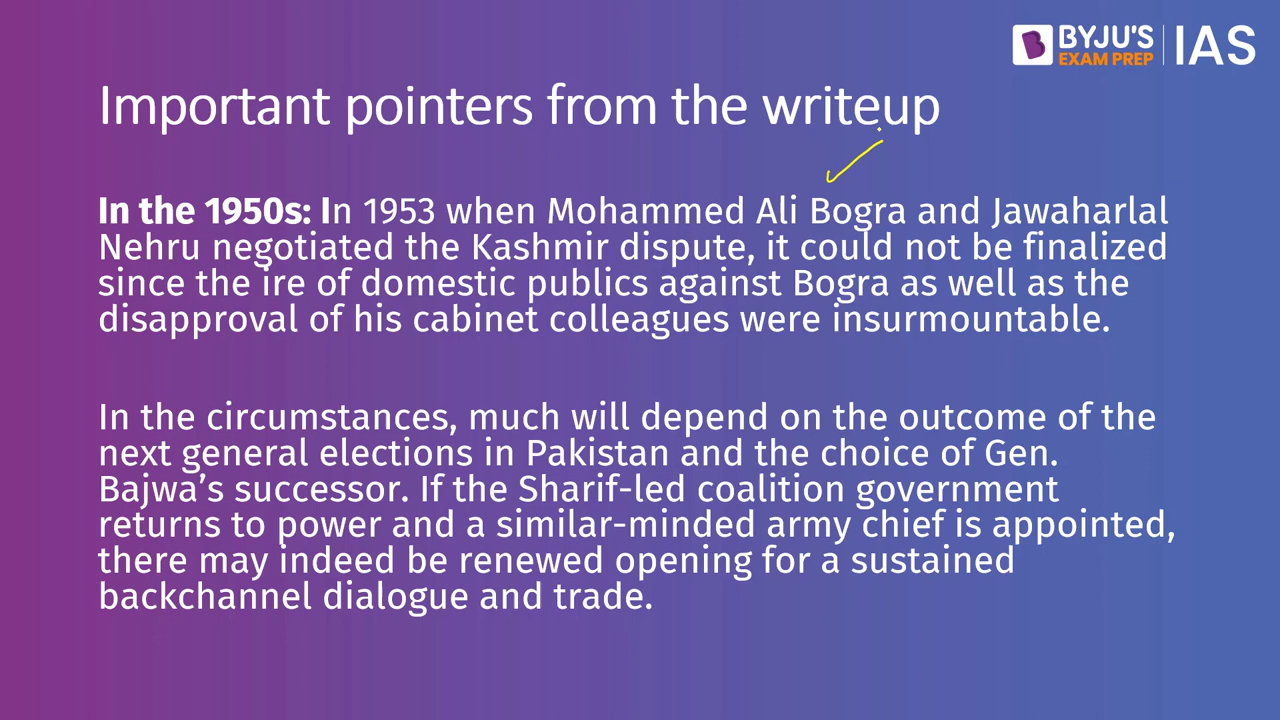 BYJU'S
EXAM PREP
IAS
Important pointers from the writeup
In the 1950s: In 1953 when Mohammed Ali Bogra and Jawaharlal
Nehru negotiated the Kashmir dispute, it could not be finalized
since the ire of domestic publics against Bogra as well as the
disapproval of his cabinet colleagues were insurmountable.
In the circumstances, much will depend on the outcome of the
next general elections in Pakistan and the choice of Gen.
Bajwa’s successor. If the Sharif-led coalition government
returns to power and a similar-minded army chief is appointed,
there may indeed be renewed opening for a sustained
backchannel dialogue and trade.